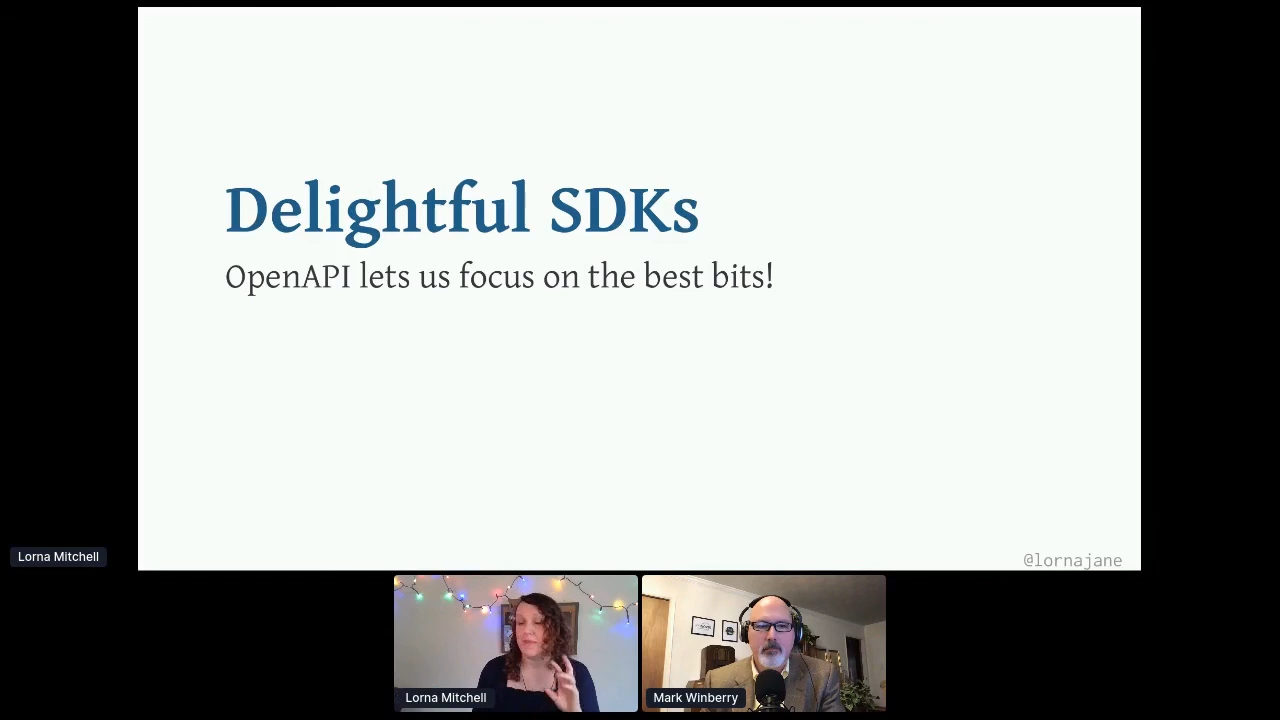 Delightful SDKs
OpenAPI lets us focus on the best bits!
@lornajane
Lorna Mitchell
Lorna Mitchell
Mark Winberry